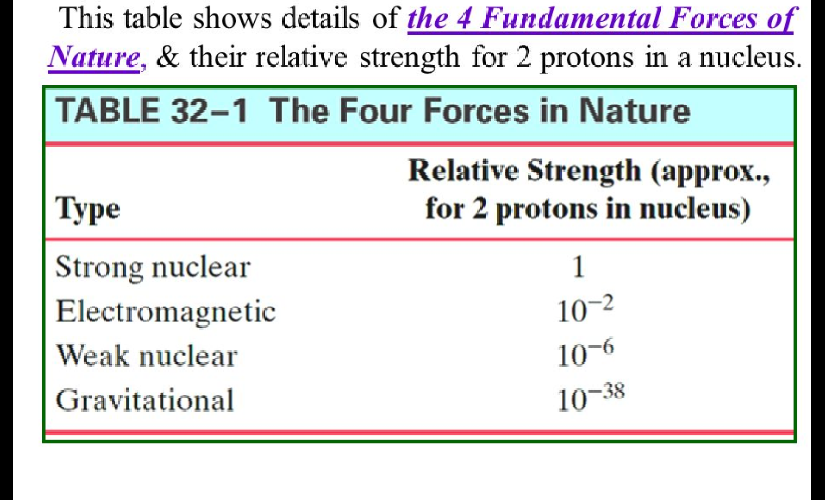 This table shows details of the 4 Fundamental Forces of
Nature, & their relative strength for 2 protons in a nucleus.
TABLE 32–1 The Four Forces in Nature
Type
Relative Strength (approx.,
for 2 protons in nucleus)
Strong nuclear 1
Electromagnetic 10⁻²
Weak nuclear 10⁻⁶
Gravitational 10⁻³⁸